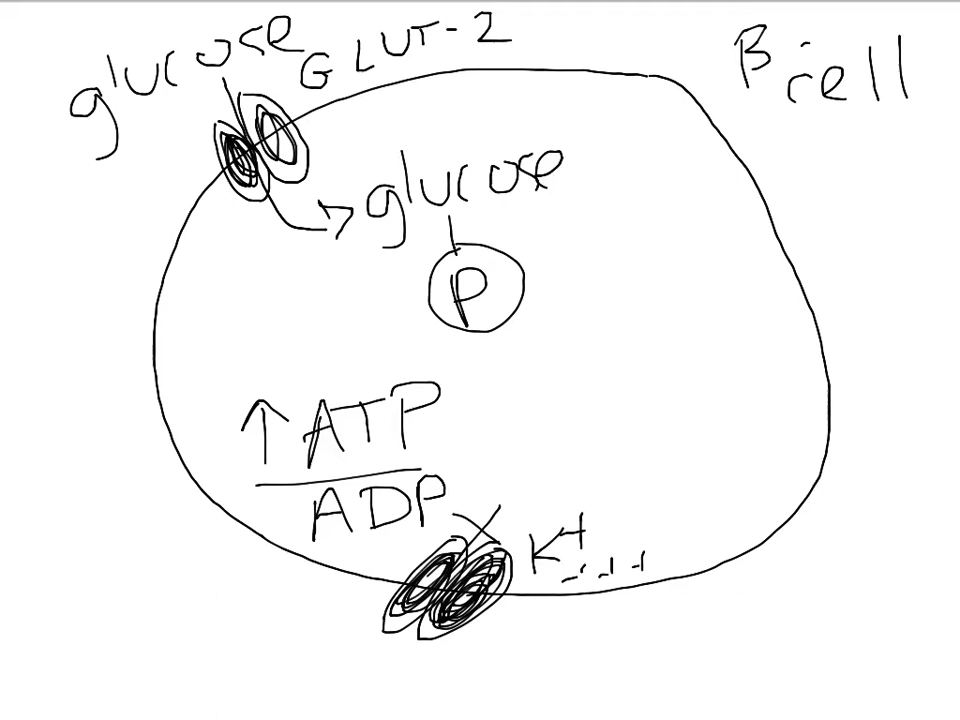 glucose GLUT-2
β cell
glucose
P
↑ ATP
ADP
K+